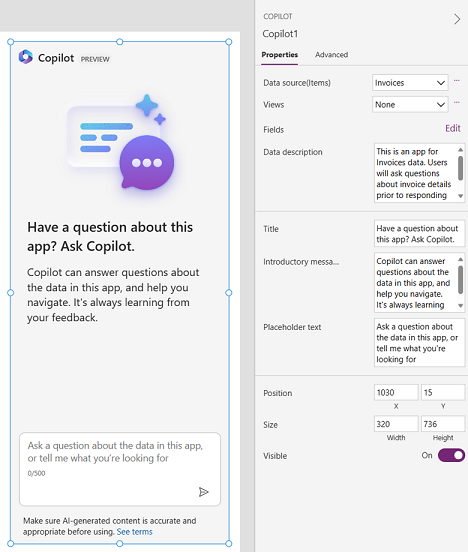 Copilot PREVIEW
Have a question about this
app? Ask Copilot.
Copilot can answer questions about
the data in this app, and help you
navigate. It's always learning from
your feedback.
Ask a question about the data in this app,
or tell me what you're looking for
0/500
Make sure AI-generated content is accurate and
appropriate before using. See terms
COPILOT
Copilot1
Properties Advanced
Data source(Items) Invoices
Views None
Fields Edit
Data description
This is an app for
Invoices data. Users
will ask questions
about invoice details
prior to responding
Title
Have a question about
this app? Ask Copilot.
Introductory messa...
Copilot can answer
questions about the
data in this app, and
help you navigate.
It's always learning
Placeholder text
Ask a question about
the data in this app, or
tell me what you're
looking for
Position 1030 15
X Y
Size 320 736
Width Height
Visible On